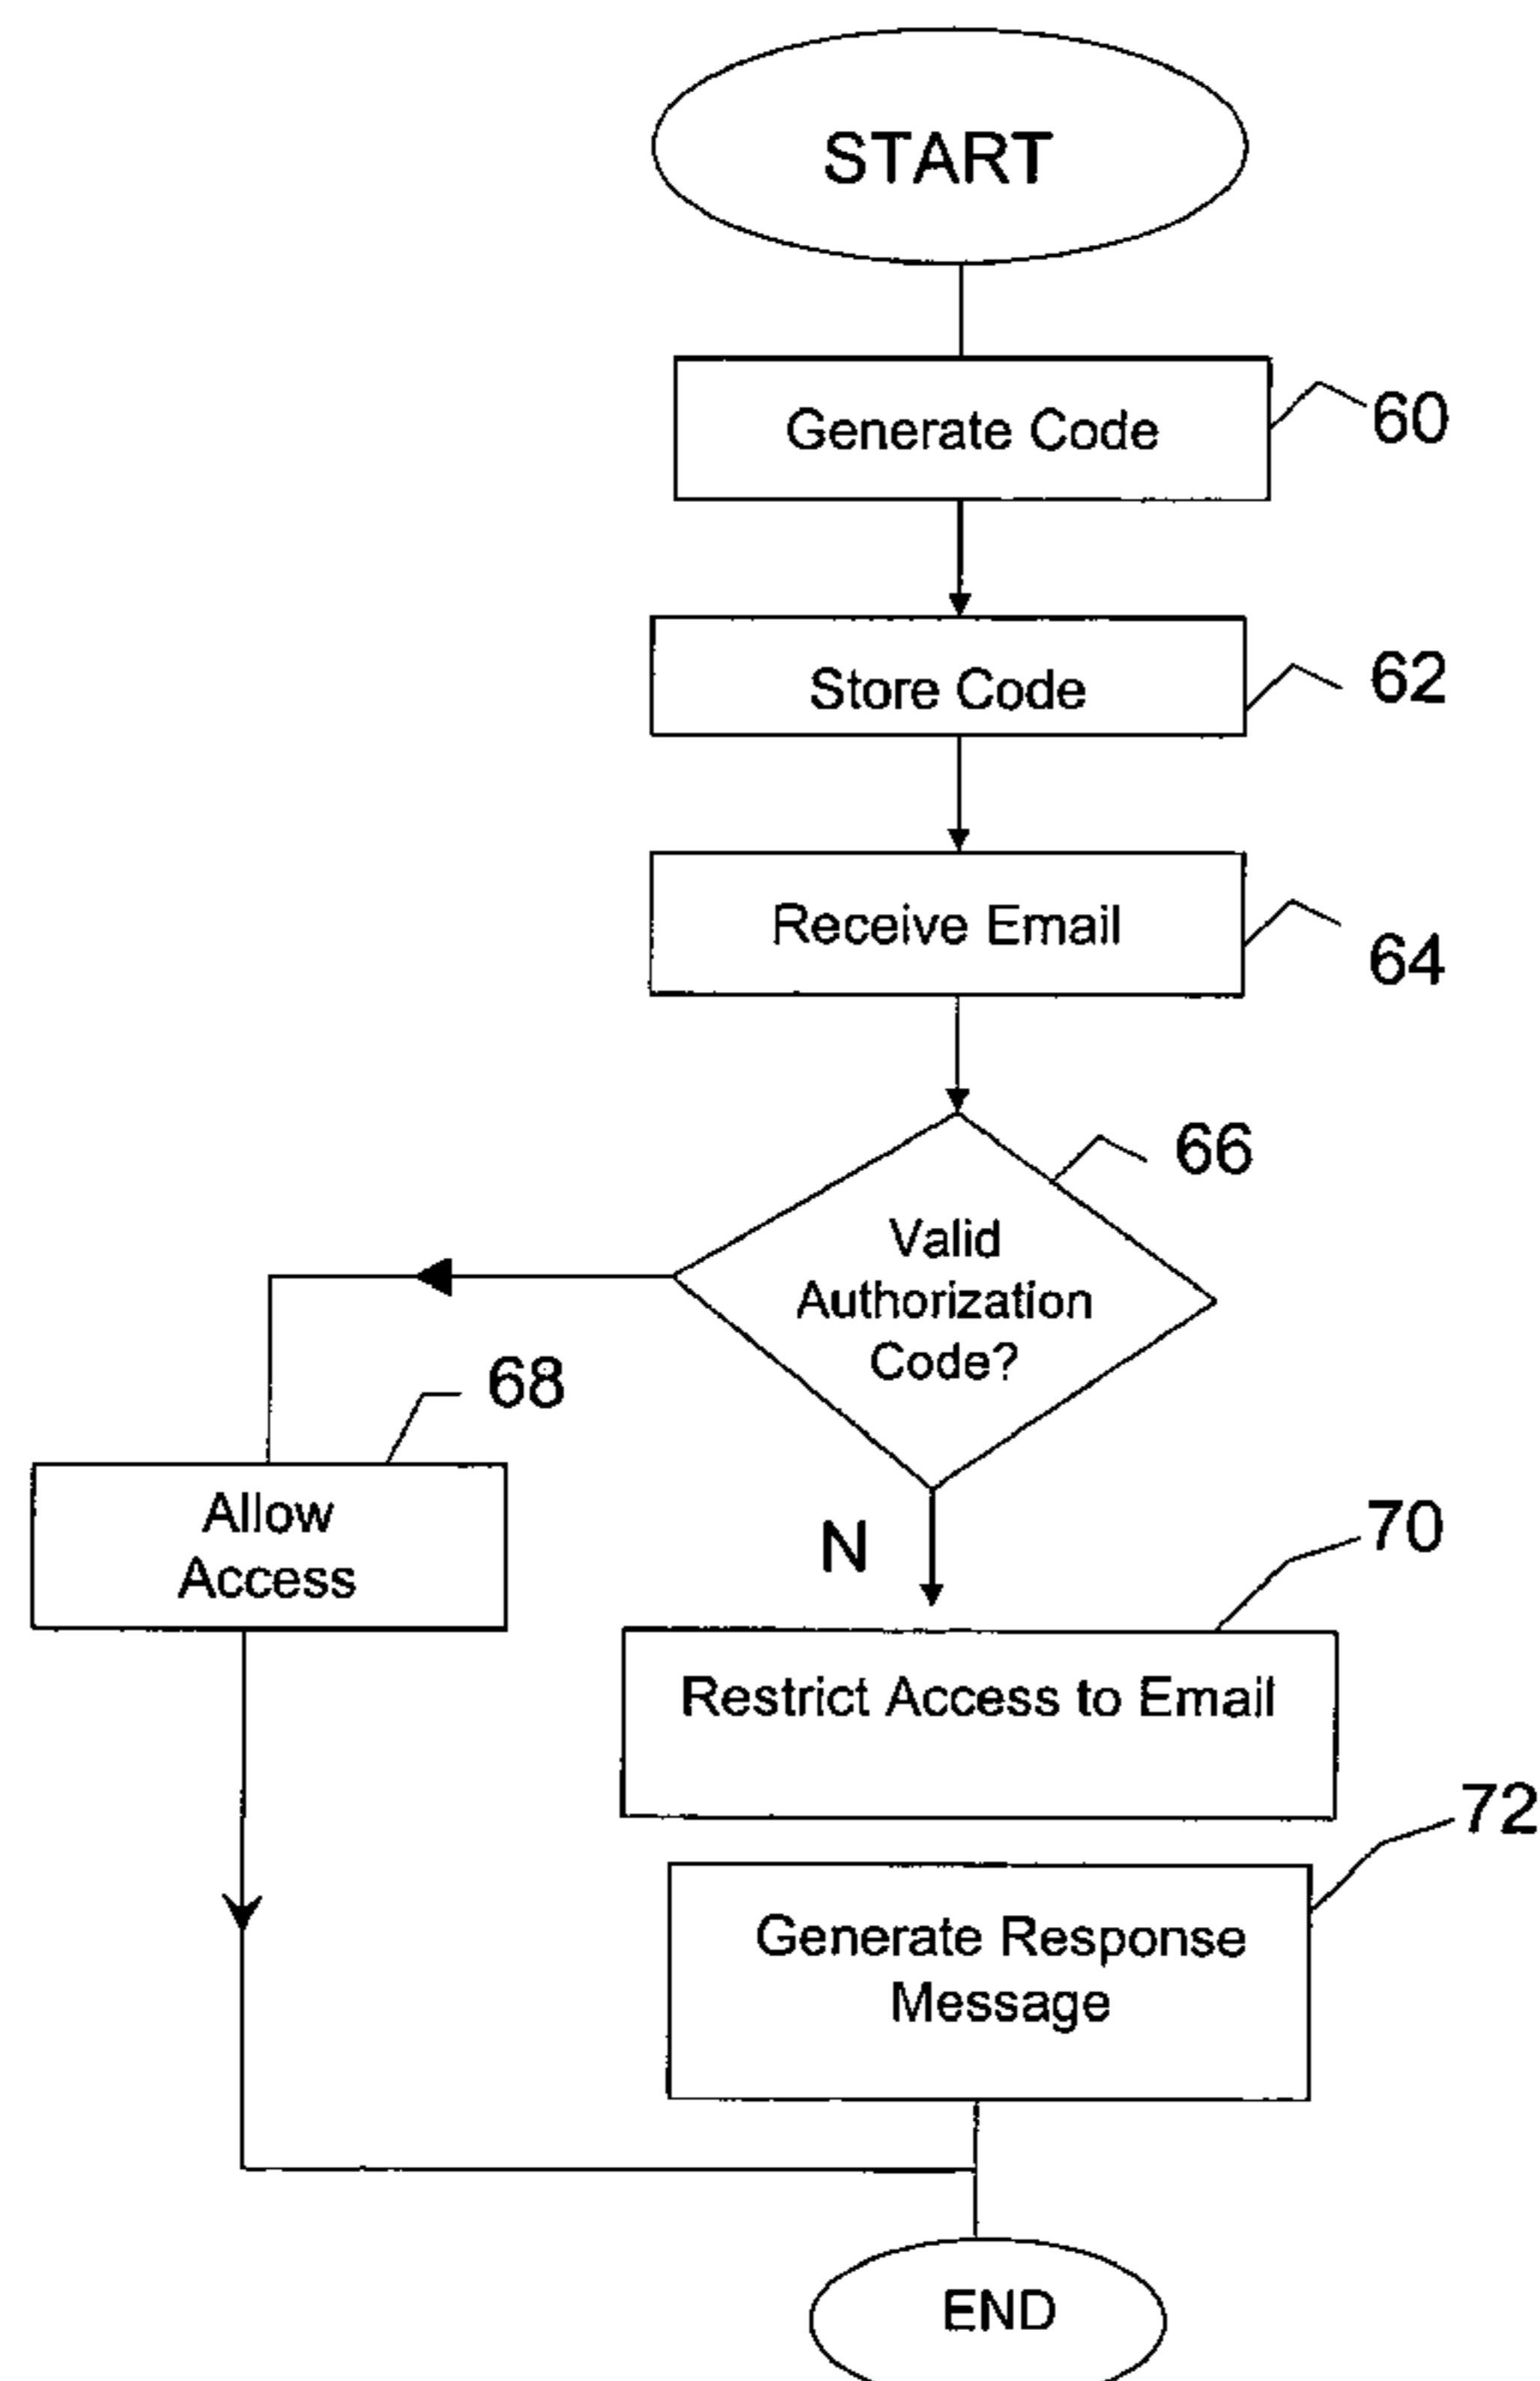 START
Generate Code
60
Store Code
62
Receive Email
64
66
Valid
Authorization
Code?
68
Allow
Access
N
70
Restrict Access to Email
72
Generate Response
Message
END